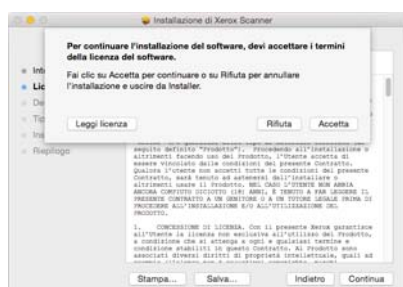 Installazione di Xerox Scanner
Per continuare l'installazione del software, devi accettare i termini
della licenza del software.
Fai clic su Accetta per continuare o su Rifiuta per annullare
l'installazione e uscire da Installer.
Leggi licenza
Rifiuta
Accetta
Riepilogo
seguito definito "Prodotto"). Procedendo all'installazione o
altrimenti facendo uso del Prodotto, l'Utente accetta di
essere vincolato dalle condizioni del presente Contratto.
Qualora l'utente non accetti tutte le condizioni del presente
Contratto, sarà tenuto ad astenersi dall'installare o
altrimenti usare il Prodotto. NEL CASO L'UTENTE NON ABBIA
ANCORA COMPIUTO DICIOTTO (18) ANNI, È TENUTO A FAR LEGGERE IL
PRESENTE CONTRATTO A UN GENITORE O A UN TUTORE LEGALE PRIMA DI
PROCEDERE ALL'INSTALLAZIONE E/O ALL'UTILIZZAZIONE DEL
PRODOTTO.
1. CONCESSIONE DI LICENZA. Con il presente Xerox garantisce
all'Utente la licenza non esclusiva all'utilizzo del Prodotto,
a condizione che si attenga a ogni e qualsiasi termine e
condizione stabiliti in questo Contratto. Al Prodotto sono
associati diversi diritti di proprietà intellettuale, quali ad
Stampa...
Salva...
Indietro
Continua